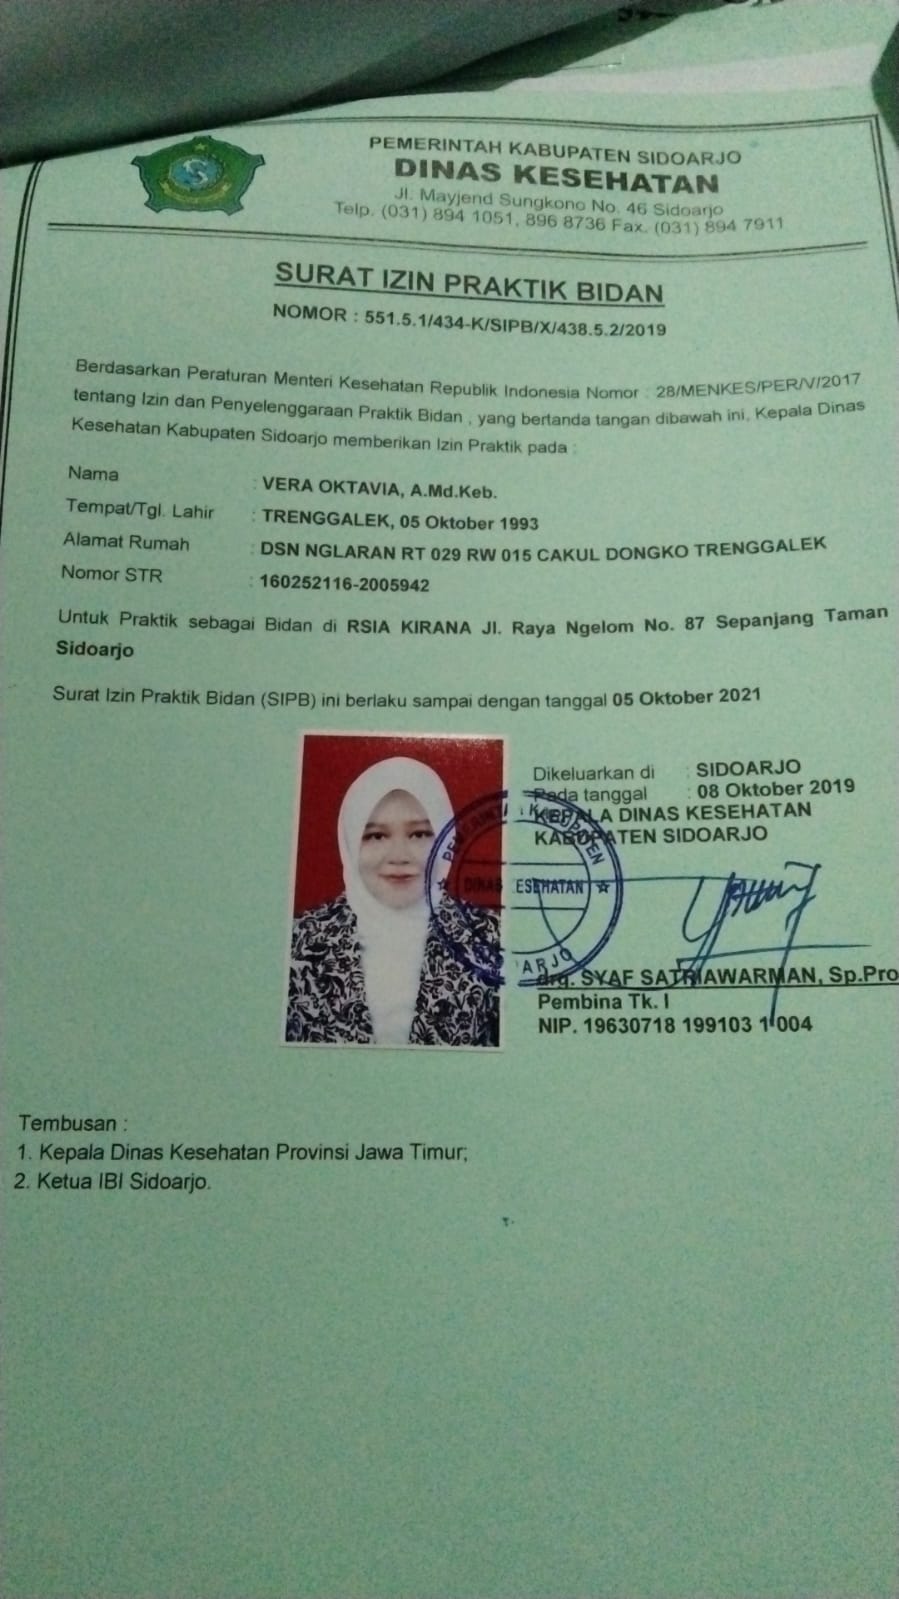 PEMERINTAH KABUPATEN SIDOARJO
DINAS KESEHATAN
Jl. Mayjend Sungkono No. 46 Sidoarjo
Telp. (031) 894 1051, 896 8736 Fax. (031) 894 7911
SURAT IZIN PRAKTIK BIDAN
NOMOR : 551.5.1/434-K/SIPB/X/438.5.2/2019
Berdasarkan Peraturan Menteri Kesehatan Republik Indonesia Nomor : 28/MENKES/PER/V/2017
tentang Izin dan Penyelenggaraan Praktik Bidan , yang bertanda tangan dibawah ini, Kepala Dinas
Kesehatan Kabupaten Sidoarjo memberikan Izin Praktik pada :
Nama : VERA OKTAVIA, A.Md.Keb.
Tempat/Tgl. Lahir : TRENGGALEK, 05 Oktober 1993
Alamat Rumah : DSN NGLARAN RT 029 RW 015 CAKUL DONGKO TRENGGALEK
Nomor STR : 160252116-2005942
Untuk Praktik sebagai Bidan di RSIA KIRANA Jl. Raya Ngelom No. 87 Sepanjang Taman
Sidoarjo
Surat Izin Praktik Bidan (SIPB) ini berlaku sampai dengan tanggal 05 Oktober 2021
Dikeluarkan di : SIDOARJO
Pada tanggal : 08 Oktober 2019
KEPALA DINAS KESEHATAN
KABUPATEN SIDOARJO
DINAS KESEHATAN
drg. SYAF SATRIAWARMAN, Sp.Pro
Pembina Tk. I
NIP. 19630718 199103 1 004
Tembusan :
1. Kepala Dinas Kesehatan Provinsi Jawa Timur;
2. Ketua IBI Sidoarjo.